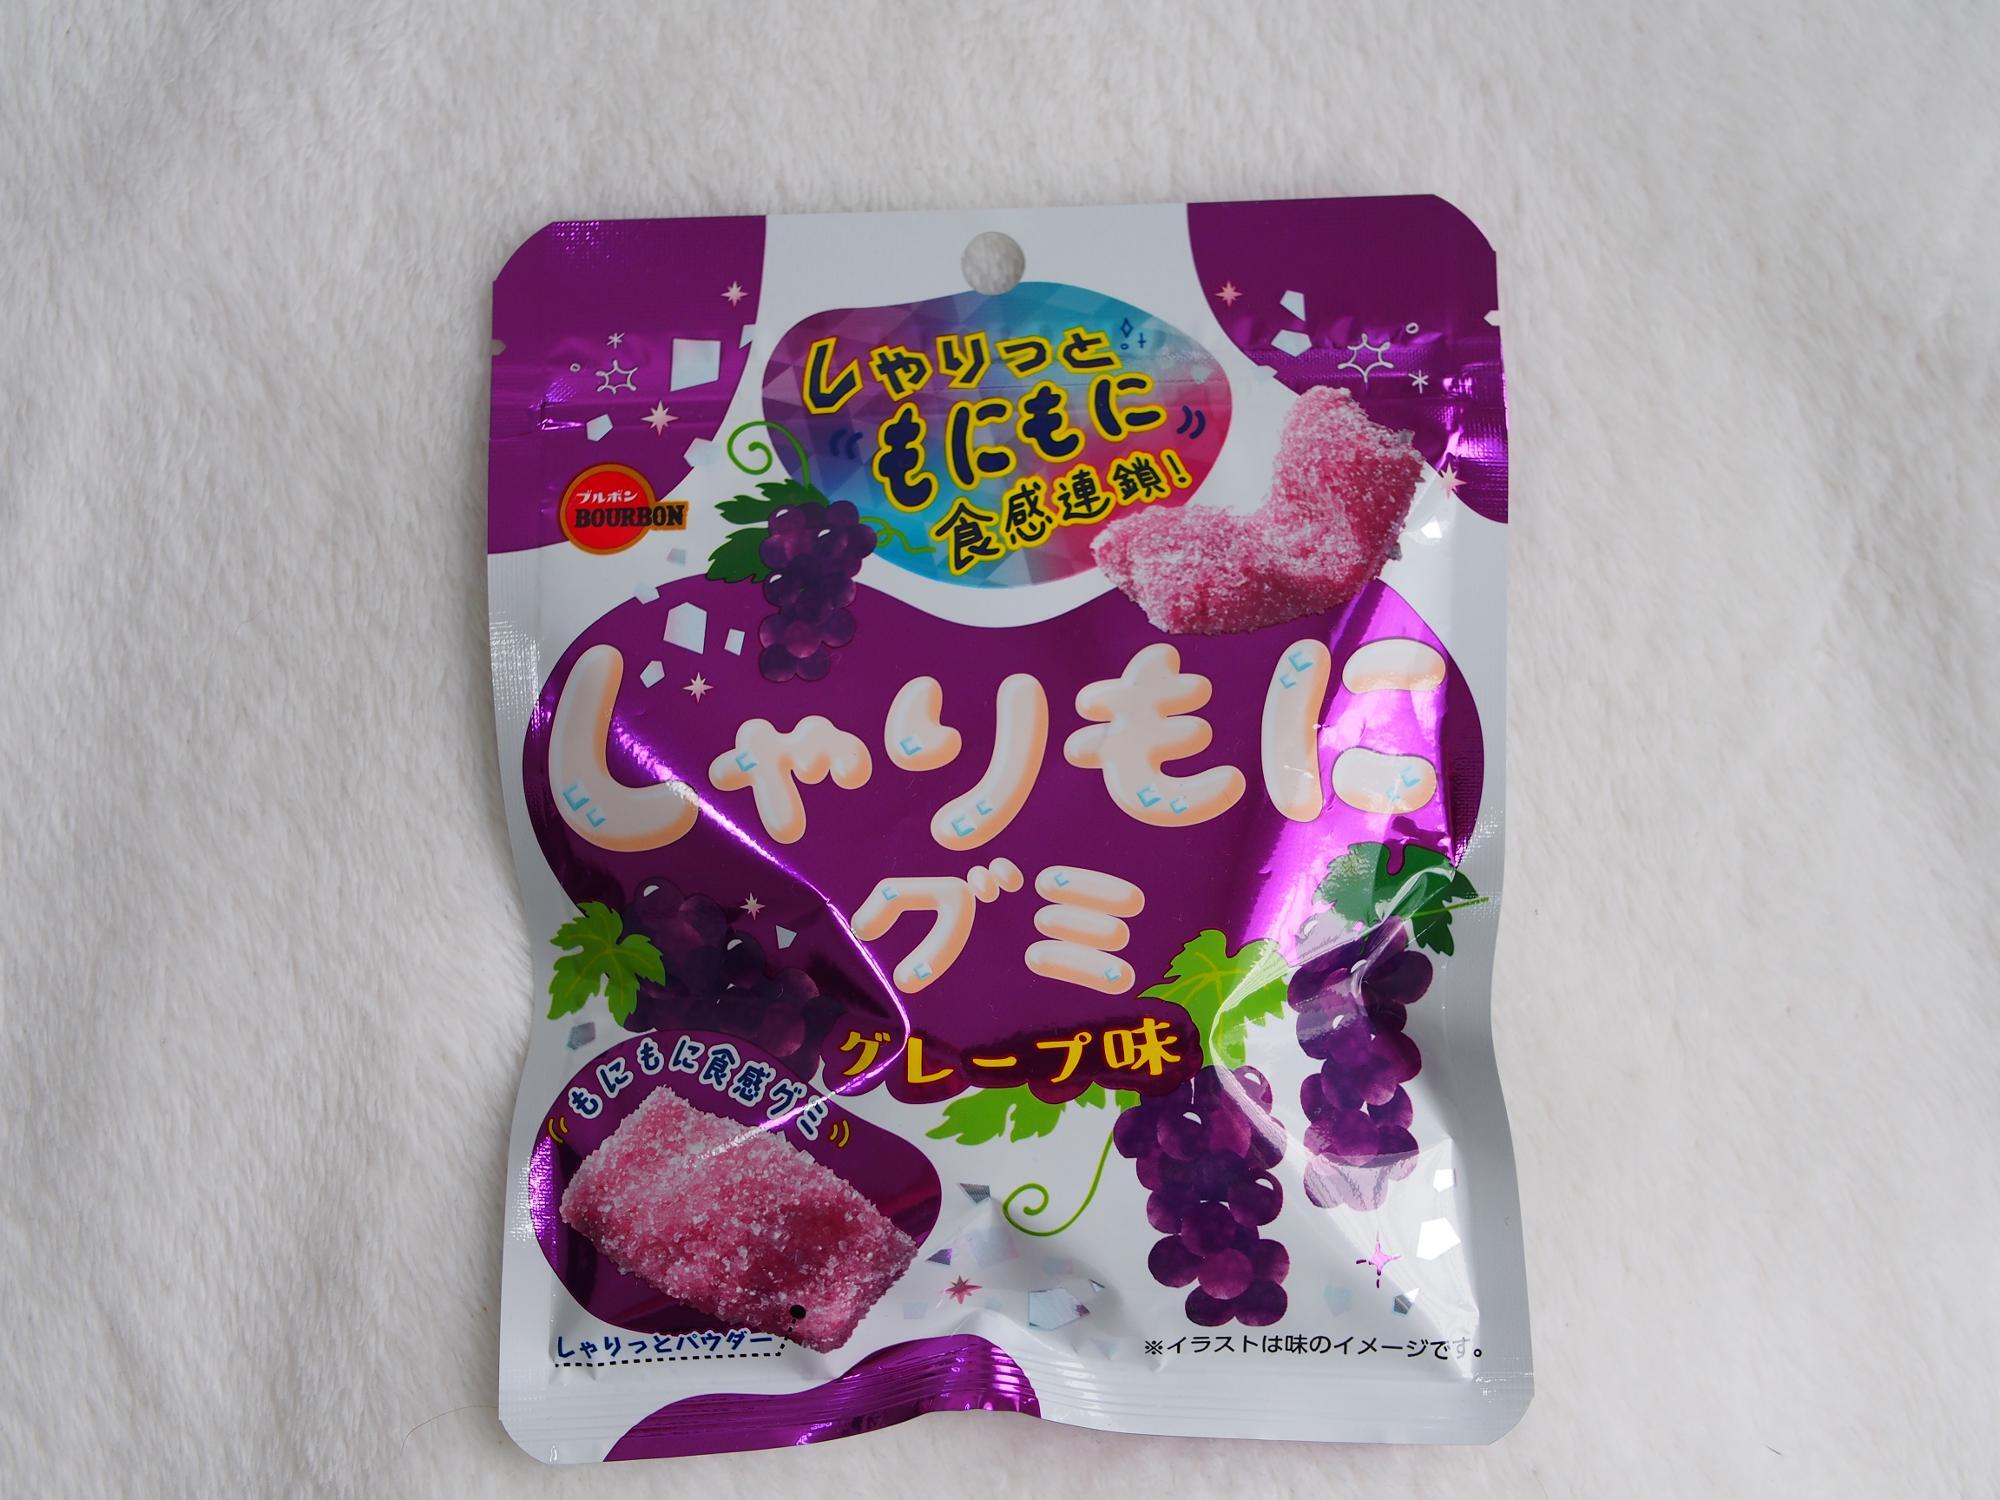 しゃりっと
もにもに
食感連鎖!
ブルボン
BOURBON
しゃりもに
グミ
グレープ味
もにもに食感グミ
しゃりっとパウダー
※イラストは味のイメージです。